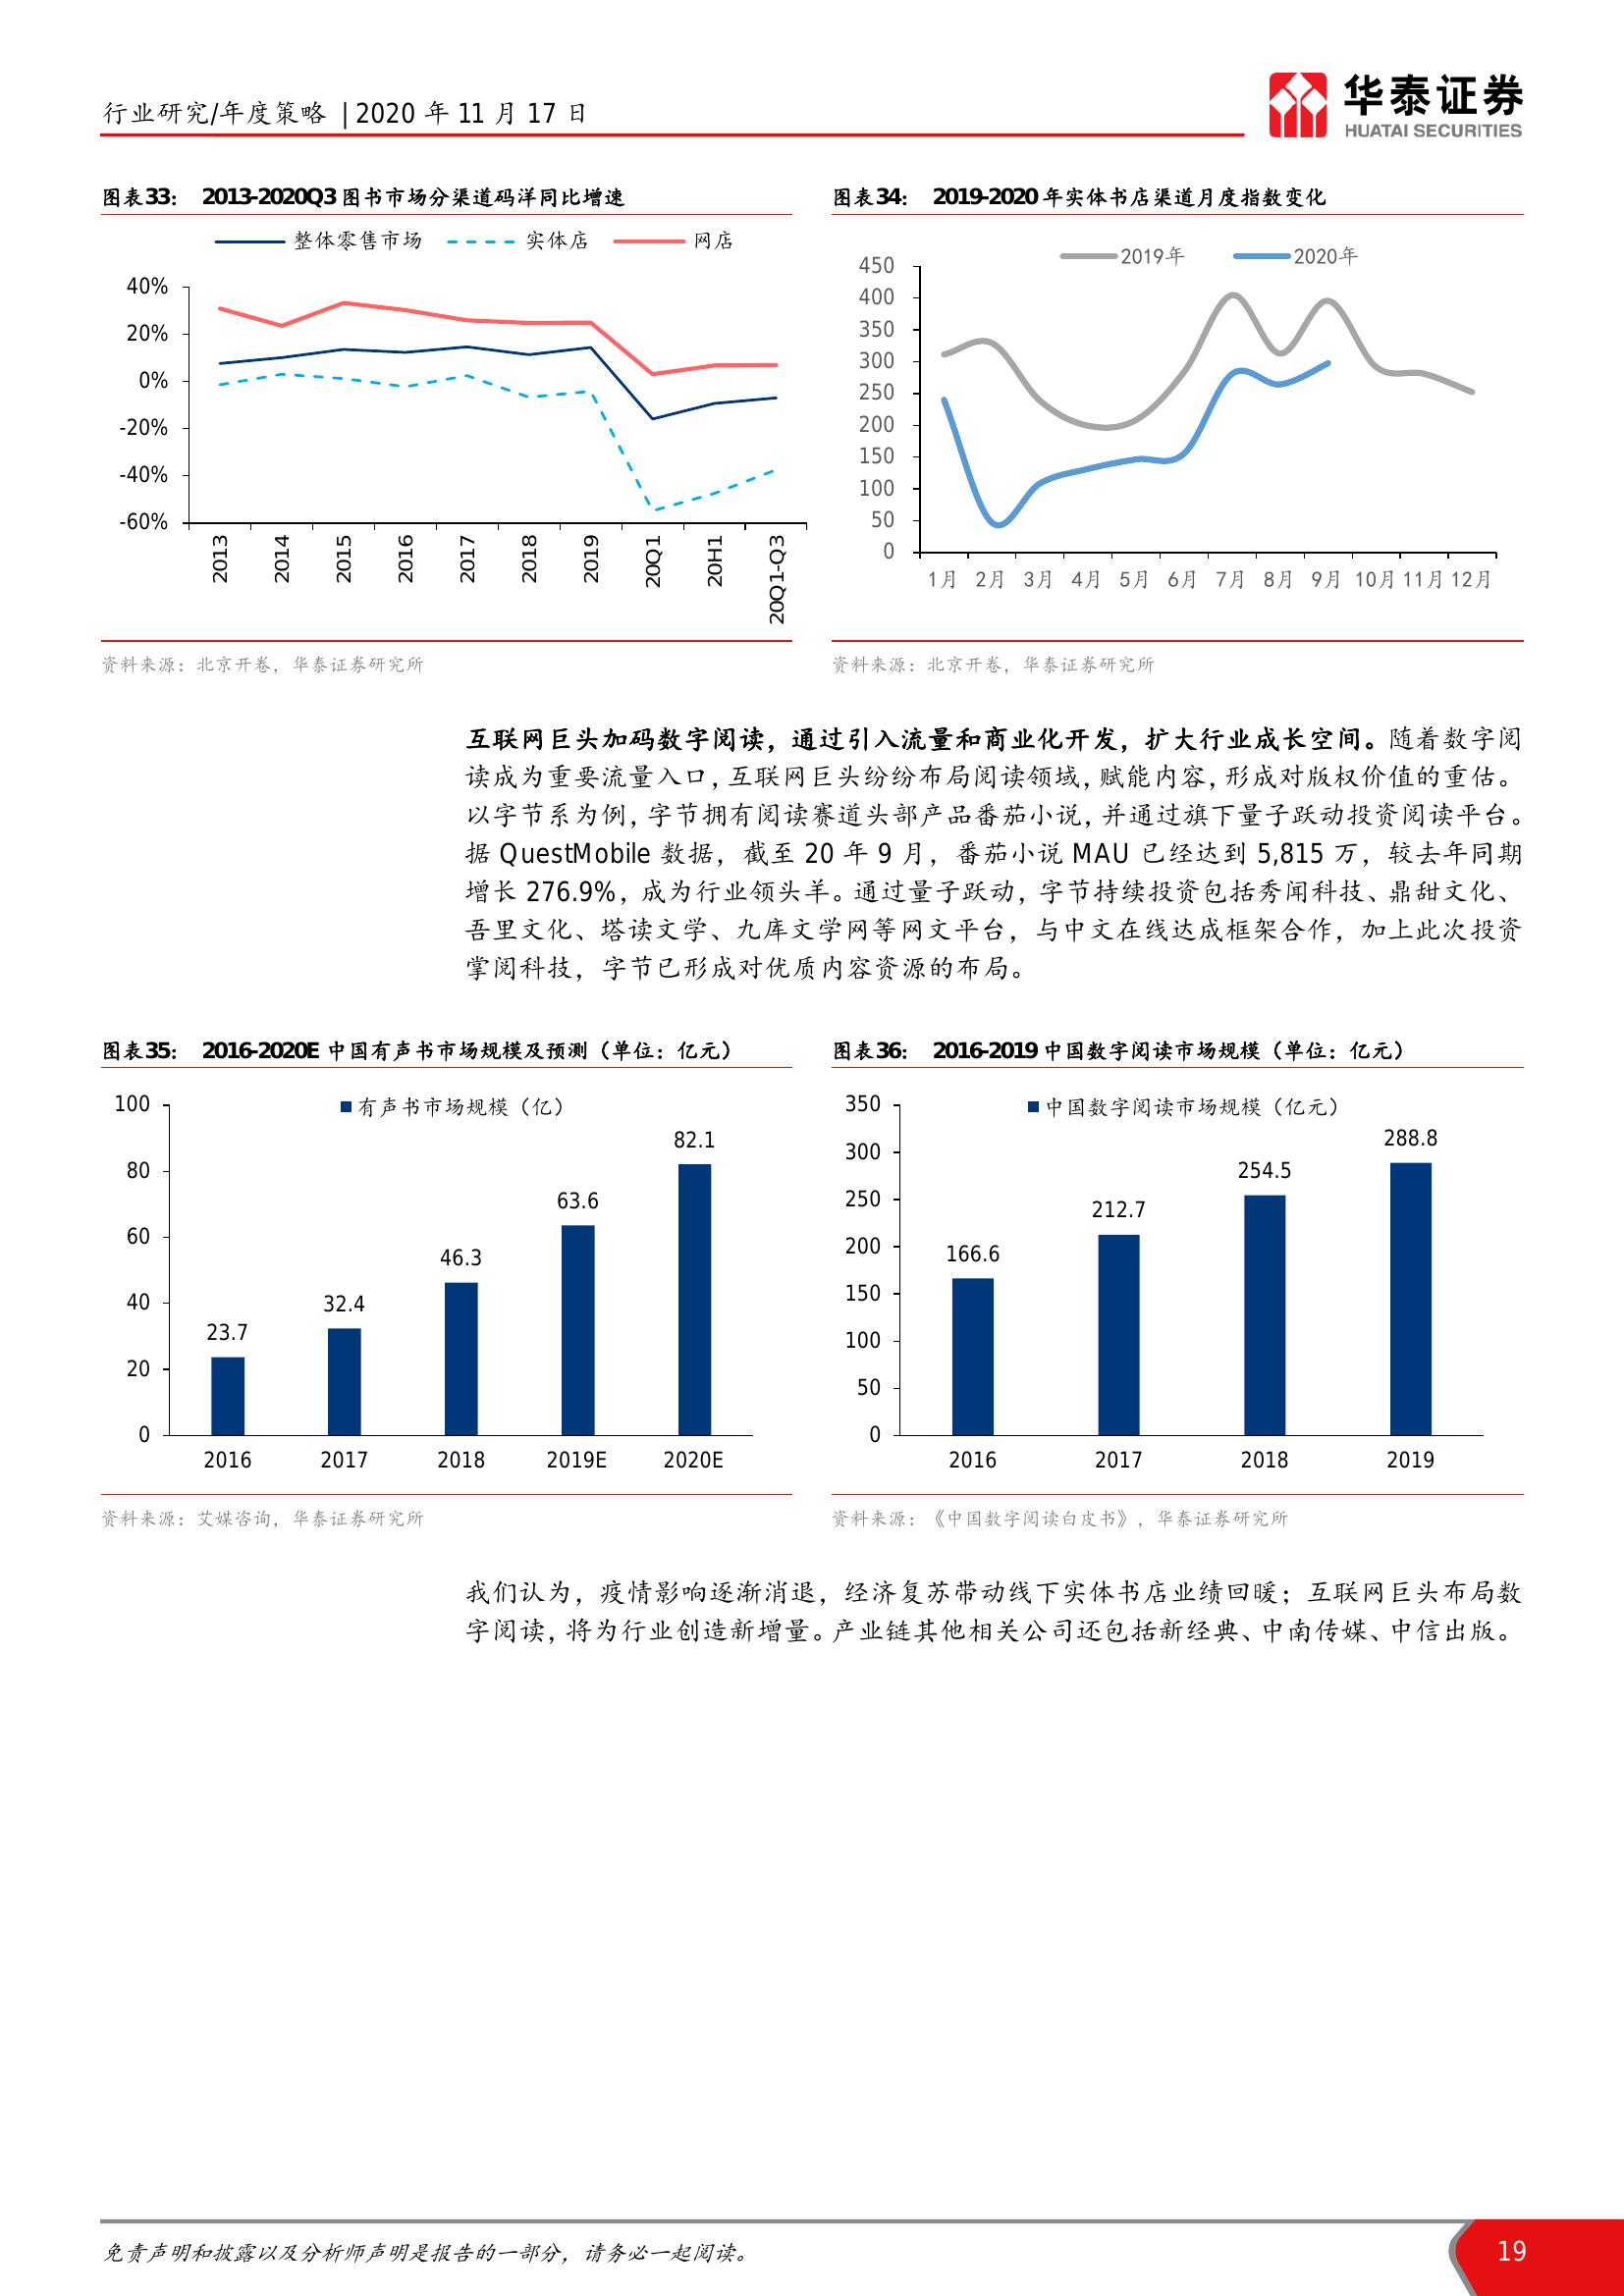 行业研究/年度策略 | 2020 年 11 月 17 日
华泰证券
HUATAI SECURITIES
图表33： 2013-2020Q3 图书市场分渠道码洋同比增速
整体零售市场 实体店 网店
40%
20%
0%
-20%
-40%
-60%
2013 2014 2015 2016 2017 2018 2019 20Q1 20H1 20Q1-Q3
资料来源：北京开卷，华泰证券研究所
图表34： 2019-2020 年实体书店渠道月度指数变化
2019年 2020年
450
400
350
300
250
200
150
100
50
0
1月 2月 3月 4月 5月 6月 7月 8月 9月 10月 11月 12月
资料来源：北京开卷，华泰证券研究所
互联网巨头加码数字阅读，通过引入流量和商业化开发，扩大行业成长空间。随着数字阅
读成为重要流量入口，互联网巨头纷纷布局阅读领域，赋能内容，形成对版权价值的重估。
以字节系为例，字节拥有阅读赛道头部产品番茄小说，并通过旗下量子跃动投资阅读平台。
据 QuestMobile 数据，截至 20 年 9 月，番茄小说 MAU 已经达到 5,815 万，较去年同期
增长 276.9%，成为行业领头羊。通过量子跃动，字节持续投资包括秀闻科技、鼎甜文化、
吾里文化、塔读文学、九库文学网等网文平台，与中文在线达成框架合作，加上此次投资
掌阅科技，字节已形成对优质内容资源的布局。
图表35： 2016-2020E 中国有声书市场规模及预测（单位：亿元）
有声书市场规模（亿）
100
80
60
40
20
0
23.7 32.4 46.3 63.6 82.1
2016 2017 2018 2019E 2020E
资料来源：艾媒咨询，华泰证券研究所
图表36： 2016-2019 中国数字阅读市场规模（单位：亿元）
中国数字阅读市场规模（亿元）
350
300
250
200
150
100
50
0
166.6 212.7 254.5 288.8
2016 2017 2018 2019
资料来源：《中国数字阅读白皮书》，华泰证券研究所
我们认为，疫情影响逐渐消退，经济复苏带动线下实体书店业绩回暖；互联网巨头布局数
字阅读，将为行业创造新增量。产业链其他相关公司还包括新经典、中南传媒、中信出版。
免责声明和披露以及分析师声明是报告的一部分，请务必一起阅读。
19